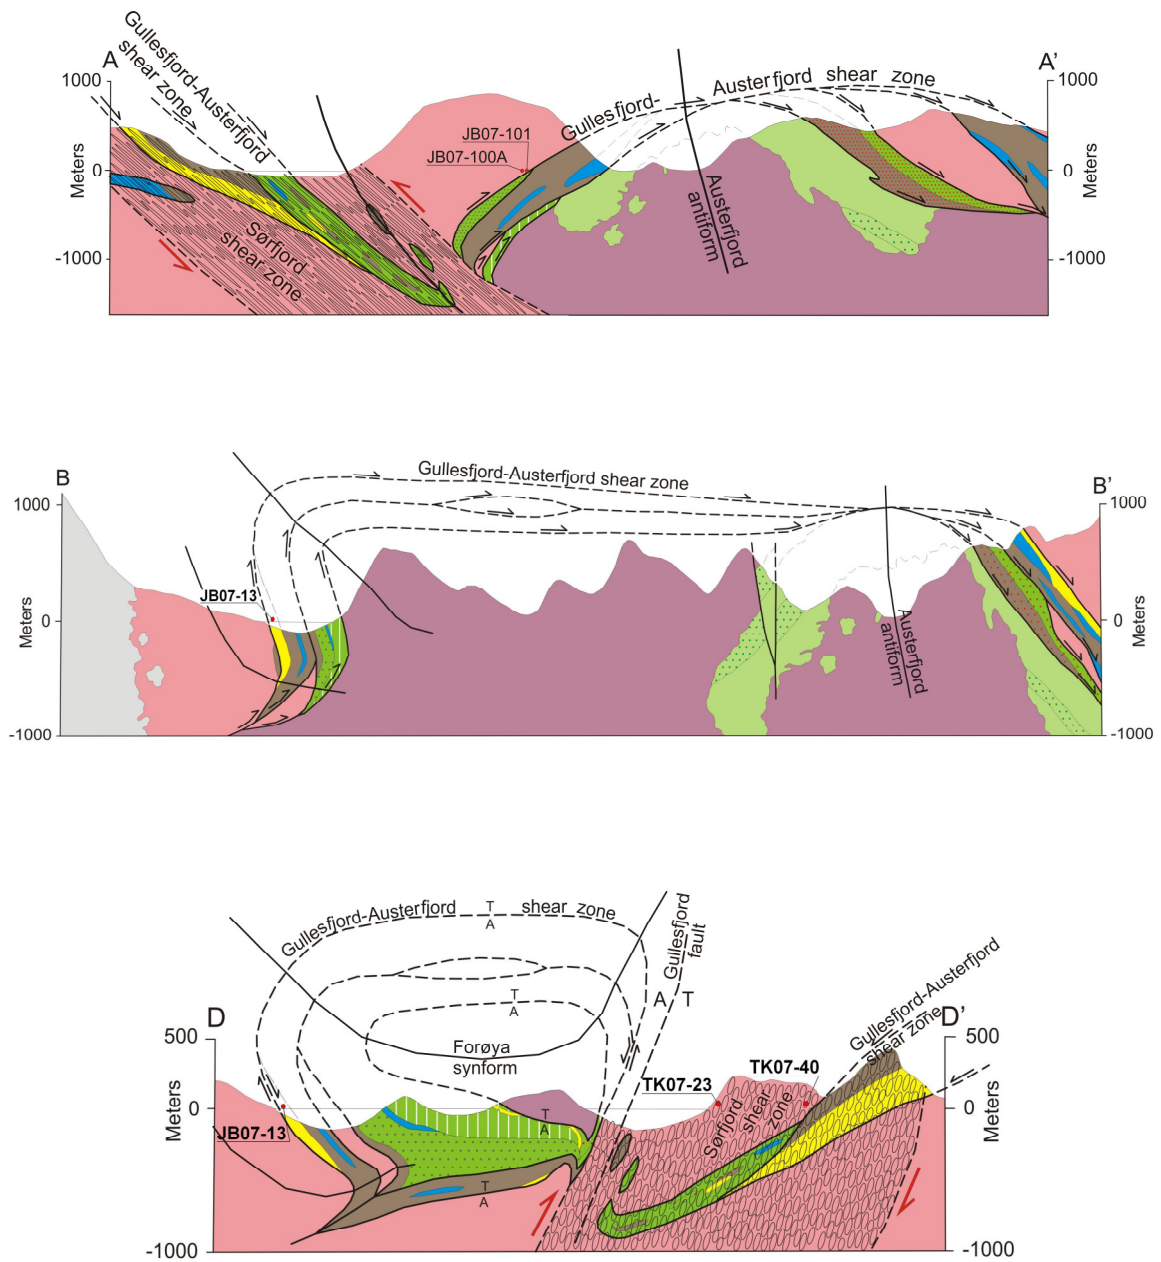 Gullesfjord-Austerfjord
shear zone
A
A'
1000
0
-1000
Meters
Sørfjord
shear zone
JB07-101
JB07-100A
Gullesfjord-
Austerfjord shear zone
Austerfjord
antiform
1000
0
-1000
Meters
B
B'
1000
0
-1000
Meters
Gullesfjord-Austerfjord shear zone
JB07-13
Austerfjord
antiform
1000
0
-1000
Meters
D
D'
500
0
-1000
Meters
Gullesfjord-Austerfjord shear zone
T
A
T
A
Forøya
synform
Gullesfjord
fault
A T
JB07-13
T
A
T
A
TK07-23
TK07-40
Sørfjord
shear
zone
Gullesfjord-Austerfjord
shear zone
500
0
-1000
Meters